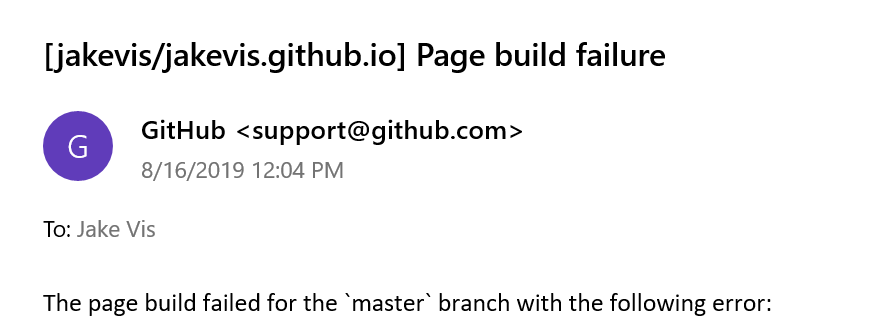 [jakevis/jakevis.github.io] Page build failure
G
GitHub <support@github.com>
8/16/2019 12:04 PM
To: Jake Vis
The page build failed for the `master` branch with the following error: